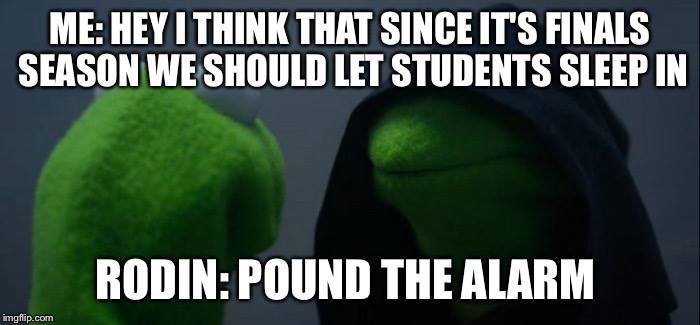 ME: HEY I THINK THAT SINCE IT'S FINALS
SEASON WE SHOULD LET STUDENTS SLEEP IN
RODIN: POUND THE ALARM
imgflip.com